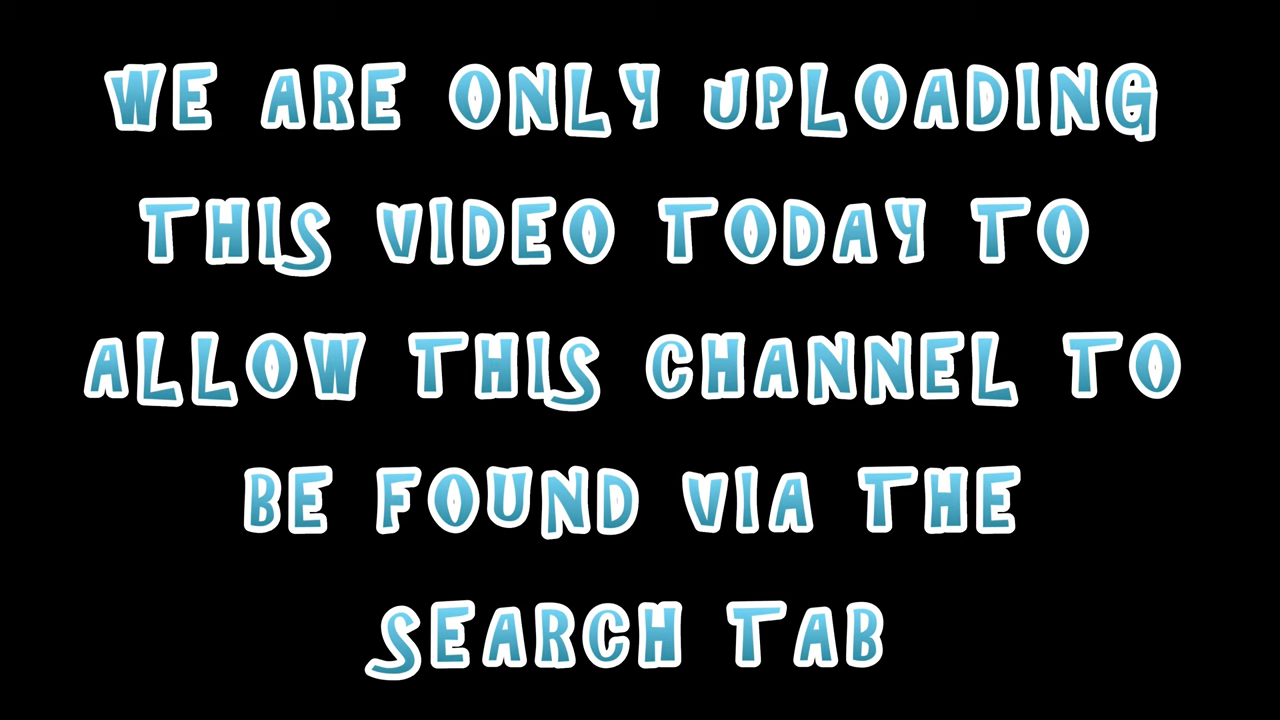 WE ARE ONLY UPLOADING
THIS VIDEO TODAY TO
ALLOW THIS CHANNEL TO
BE FOUND VIA THE
SEARCH TAB